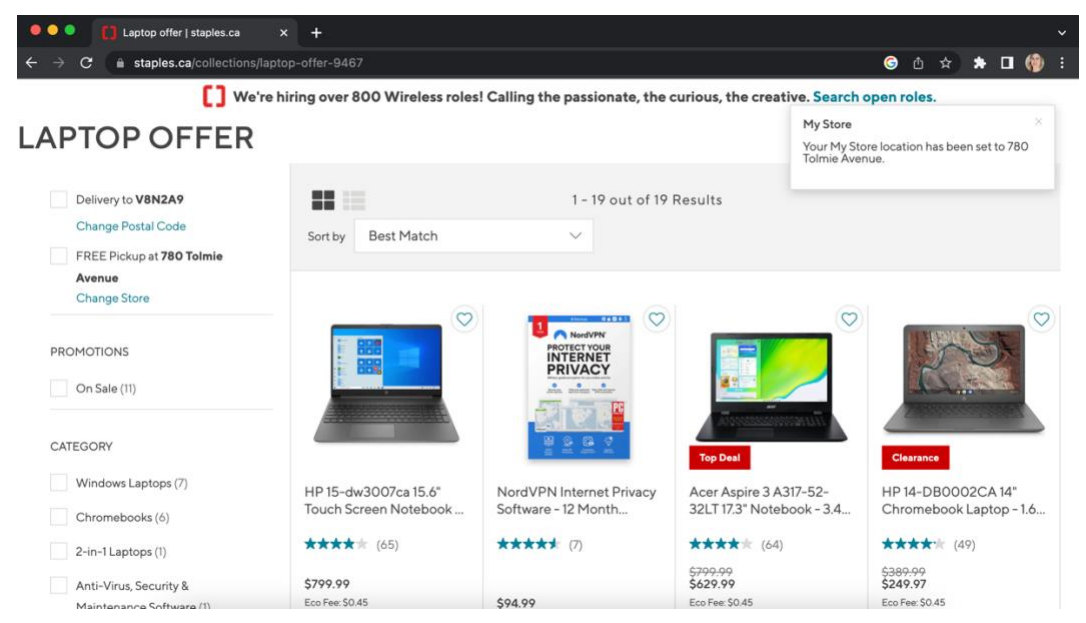 Laptop offer | staples.ca
staples.ca/collections/laptop-offer-9467
We're hiring over 800 Wireless roles! Calling the passionate, the curious, the creative. Search open roles.
LAPTOP OFFER
My Store
Your My Store location has been set to 780
Tolmie Avenue.
Delivery to V8N2A9
Change Postal Code
FREE Pickup at 780 Tolmie
Avenue
Change Store
PROMOTIONS
On Sale (11)
CATEGORY
Windows Laptops (7)
Chromebooks (6)
2-in-1 Laptops (1)
Anti-Virus, Security &
Maintenance Software (1)
1 - 19 out of 19 Results
Sort by Best Match
1
NordVPN
PROTECT YOUR
INTERNET
PRIVACY
PC
HP 15-dw3007ca 15.6"
Touch Screen Notebook ...
(65)
$799.99
Eco Fee: $0.45
NordVPN Internet Privacy
Software - 12 Month...
(7)
$94.99
acer
Top Deal
Acer Aspire 3 A317-52-
32LT 17.3" Notebook - 3.4...
(64)
$799.99
$629.99
Eco Fee: $0.45
Clearance
HP 14-DB0002CA 14"
Chromebook Laptop - 1.6...
(49)
$389.99
$249.97
Eco Fee: $0.45